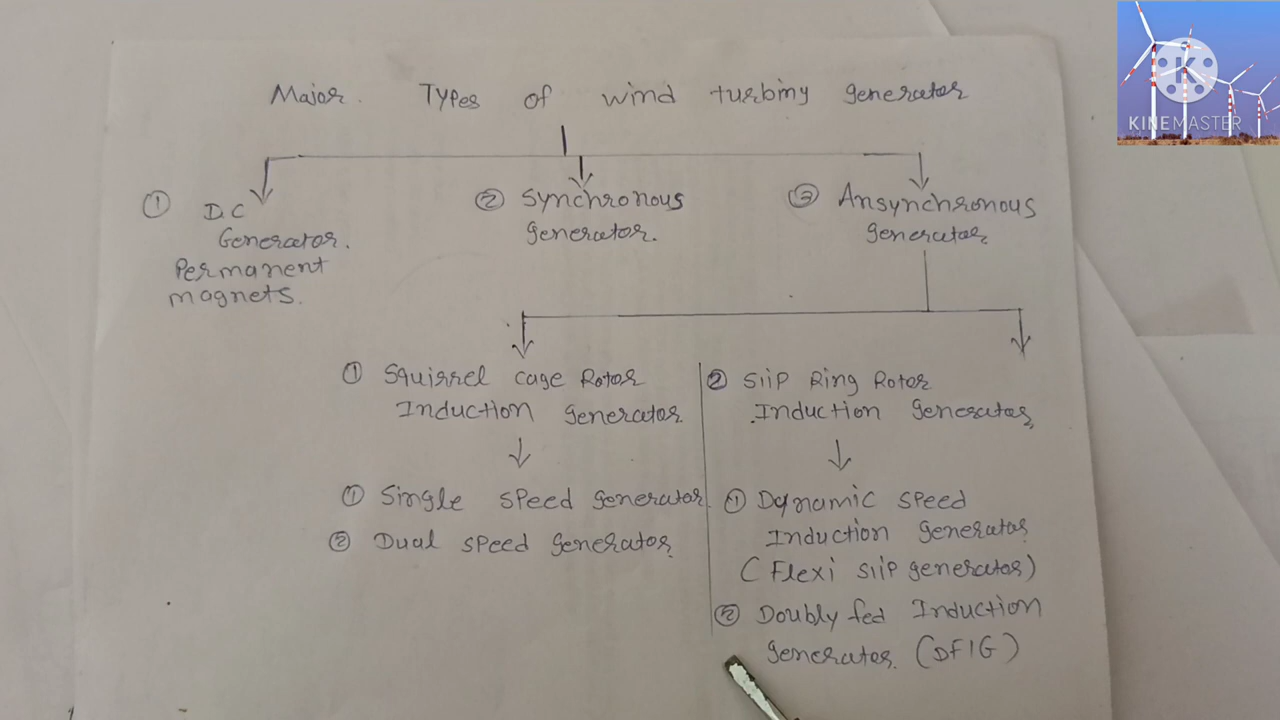 Major. Types of wind turbiny generator
① D.C
Generator.
Permanent
magnets.
② Synchronous
generator.
③ Ansynchronous
generator
① Squirrel cage Rotor
Induction generator
② Slip Ring Rotor
Induction generator
① Single speed generator
② Dual speed generator
① Dynamic speed
Induction generator
(Flexi slip generator)
② Doubly fed Induction
generator. (DFIG)
K
KINEMASTER